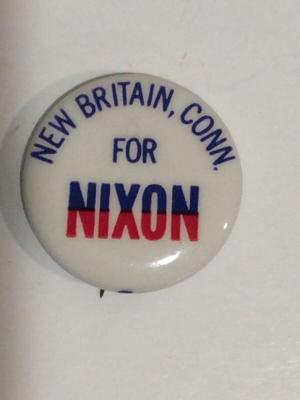 NEW BRITAIN, CONN.
FOR
NIXON